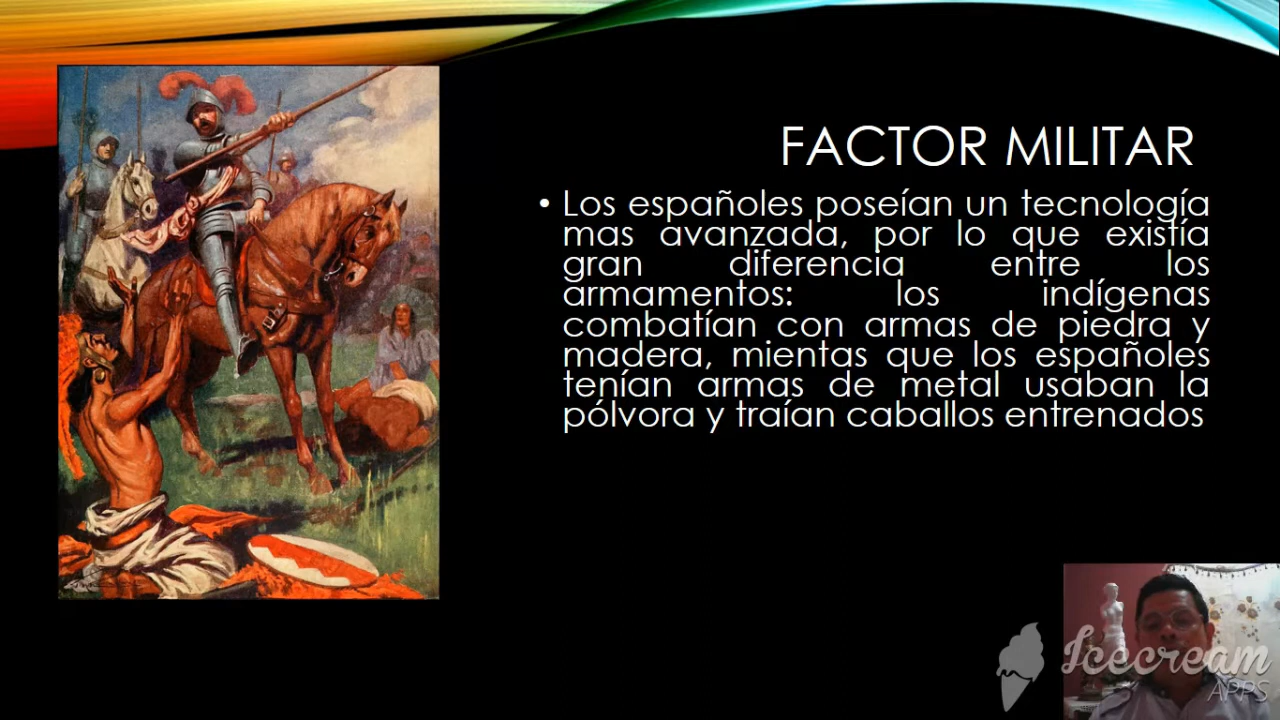 FACTOR MILITAR
• Los españoles poseían un tecnología
mas avanzada, por lo que existía
gran diferencia entre los
armamentos: los indígenas
combatían con armas de piedra y
madera, mientas que los españoles
tenían armas de metal usaban la
pólvora y traían caballos entrenados
Icecream
APPS